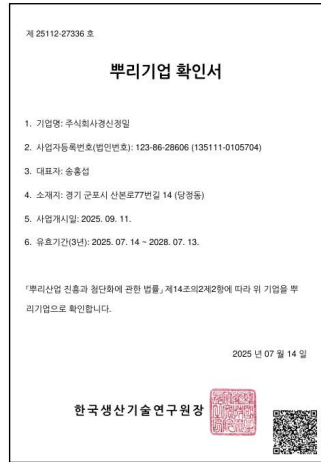 제 25112-27336 호
뿌리기업 확인서
1. 기업명: 주식회사경신정밀
2. 사업자등록번호(법인번호): 123-86-28606 (135111-0105704)
3. 대표자: 송홍섭
4. 소재지: 경기 군포시 산본로77번길 14 (당정동)
5. 사업개시일: 2025. 09. 11.
6. 유효기간(3년): 2025. 07. 14 ~ 2028. 07. 13.
「뿌리산업 진흥과 첨단화에 관한 법률」 제14조의2제2항에 따라 위 기업을 뿌
리기업으로 확인합니다.
2025 년 07 월 14 일
한국생산기술연구원장